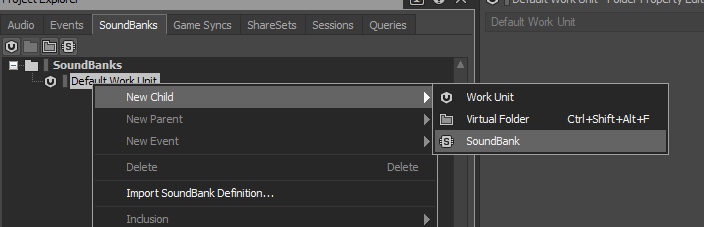 Project Explorer
Default Work Unit - Folder Property Edi
Audio Events SoundBanks Game Syncs ShareSets Sessions Queries
Default Work Unit
SoundBanks
Default Work Unit
New Child
Work Unit
New Parent
Virtual Folder Ctrl+Shift+Alt+F
New Event
SoundBank
Delete Delete
Import SoundBank Definition...
Inclusion